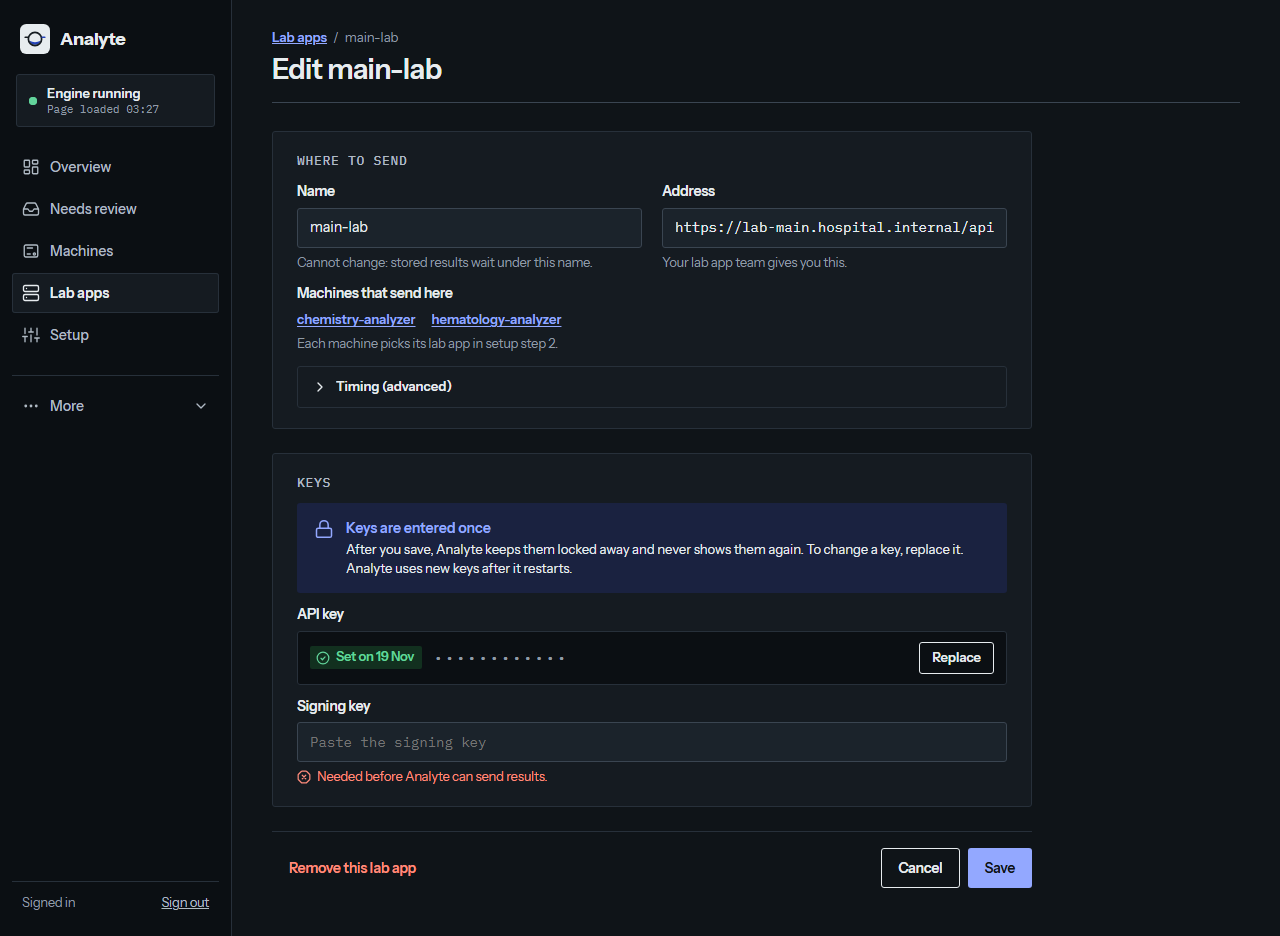 Analyte
Engine running
Page loaded 03:27
Overview
Needs review
Machines
Lab apps
Setup
More
Signed in
Sign out
Lab apps / main-lab
Edit main-lab
WHERE TO SEND
Name
main-lab
Cannot change: stored results wait under this name.
Address
https://lab-main.hospital.internal/api
Your lab app team gives you this.
Machines that send here
chemistry-analyzer hematology-analyzer
Each machine picks its lab app in setup step 2.
Timing (advanced)
KEYS
Keys are entered once
After you save, Analyte keeps them locked away and never shows them again. To change a key, replace it.
Analyte uses new keys after it restarts.
API key
Set on 19 Nov ············
Replace
Signing key
Paste the signing key
Needed before Analyte can send results.
Remove this lab app
Cancel
Save